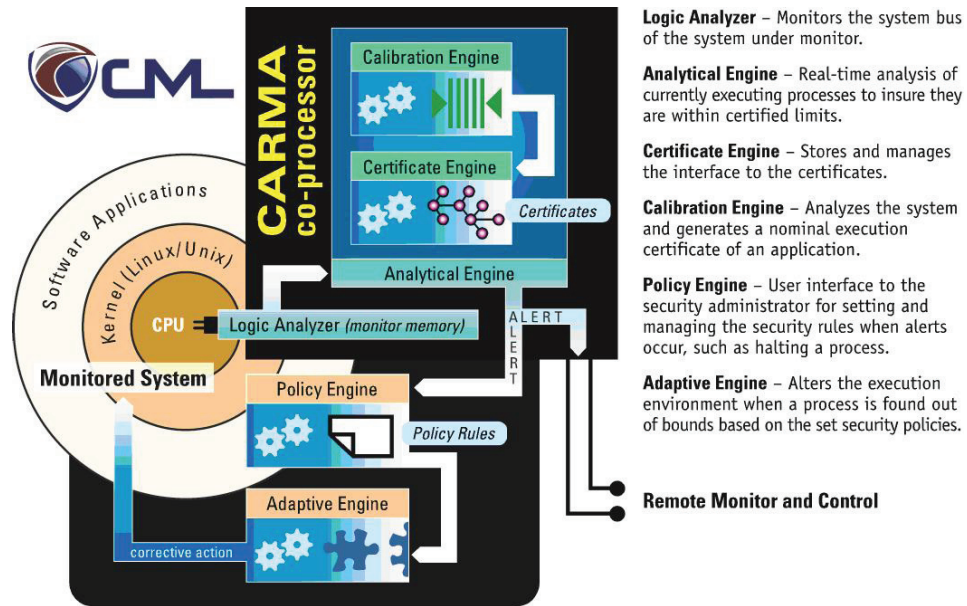 CML
CARMA
co-processor
Calibration Engine
Certificate Engine
Certificates
Analytical Engine
Software Applications
Kernel (Linux/Unix)
CPU
Logic Analyzer (monitor memory)
ALERT
ALERT
Monitored System
Policy Engine
Policy Rules
Adaptive Engine
corrective action
Logic Analyzer – Monitors the system bus
of the system under monitor.
Analytical Engine – Real-time analysis of
currently executing processes to insure they
are within certified limits.
Certificate Engine – Stores and manages
the interface to the certificates.
Calibration Engine – Analyzes the system
and generates a nominal execution
certificate of an application.
Policy Engine – User interface to the
security administrator for setting and
managing the security rules when alerts
occur, such as halting a process.
Adaptive Engine – Alters the execution
environment when a process is found out
of bounds based on the set security policies.
Remote Monitor and Control